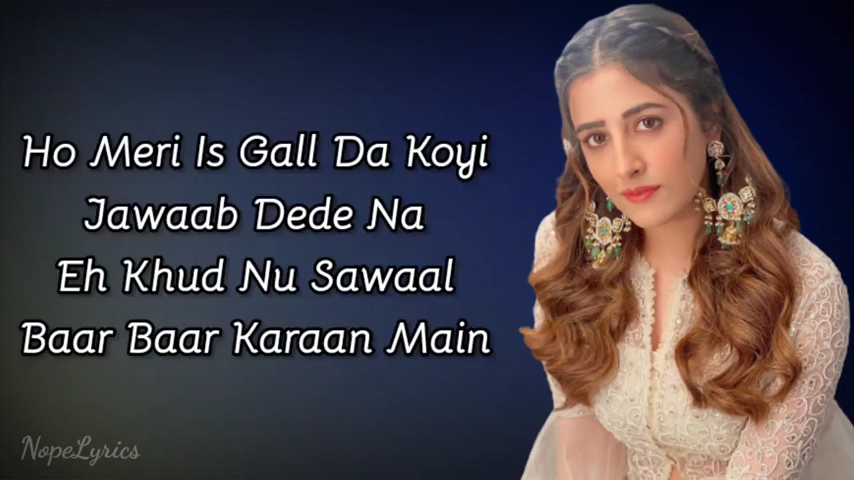 Ho Meri Is Gall Da Koyi
Jawaab Dede Na
Eh Khud Nu Sawaal
Baar Baar Karaan Main
NopeLyrics